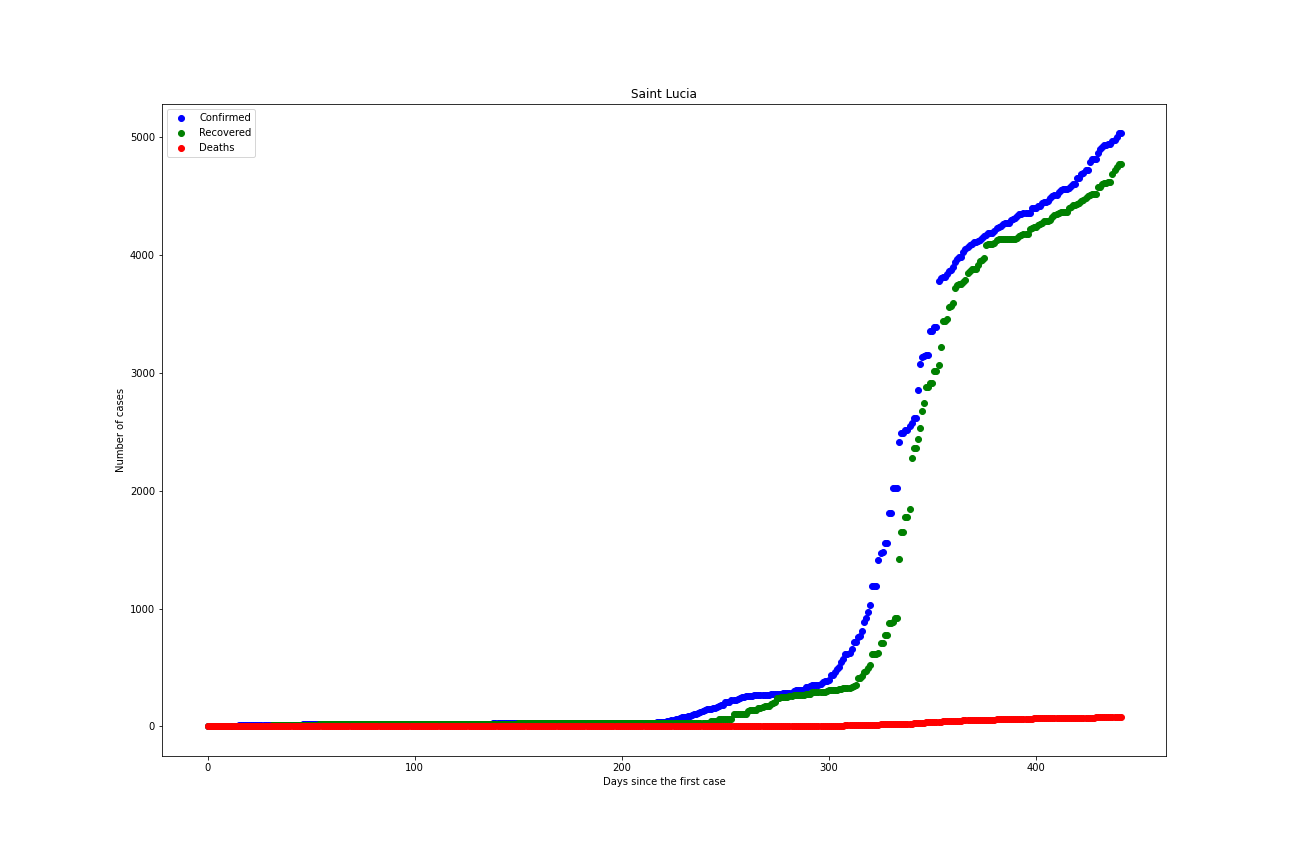 Saint Lucia
Confirmed
Recovered
Deaths
5000
4000
3000
2000
1000
0
Number of cases
0 100 200 300 400
Days since the first case